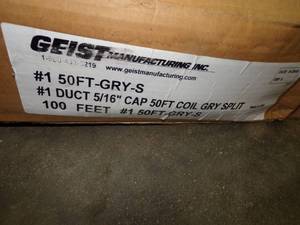 GEIST MANUFACTURING INC.
www.geistmanufacturing.com
#1 50FT-GRY-S
#1 DUCT 5/16" CAP 50FT COIL GRY SPLIT
100 FEET #1 50FT-GRY-S